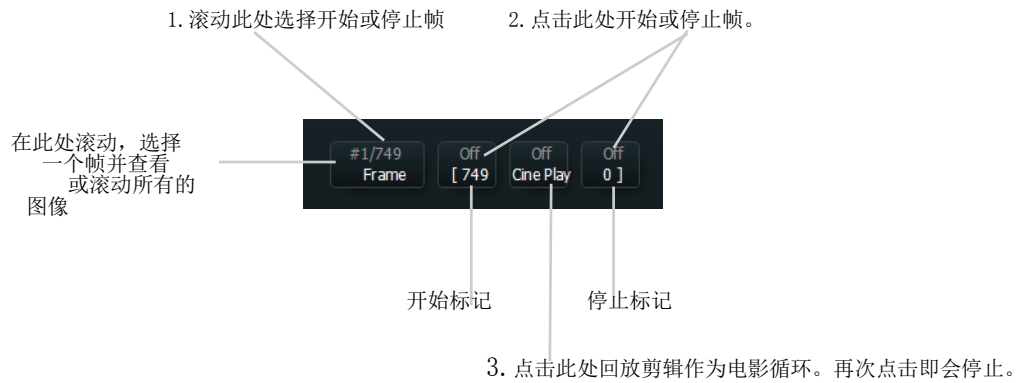 1.滚动此处选择开始或停止帧
2.点击此处开始或停止帧。
在此处滚动，选择
一个帧并查看
或滚动所有的
图像
#1/749
Frame
Off
[ 749
Off
Cine Play
Off
0 ]
开始标记
停止标记
3.点击此处回放剪辑作为电影循环。再次点击即会停止。